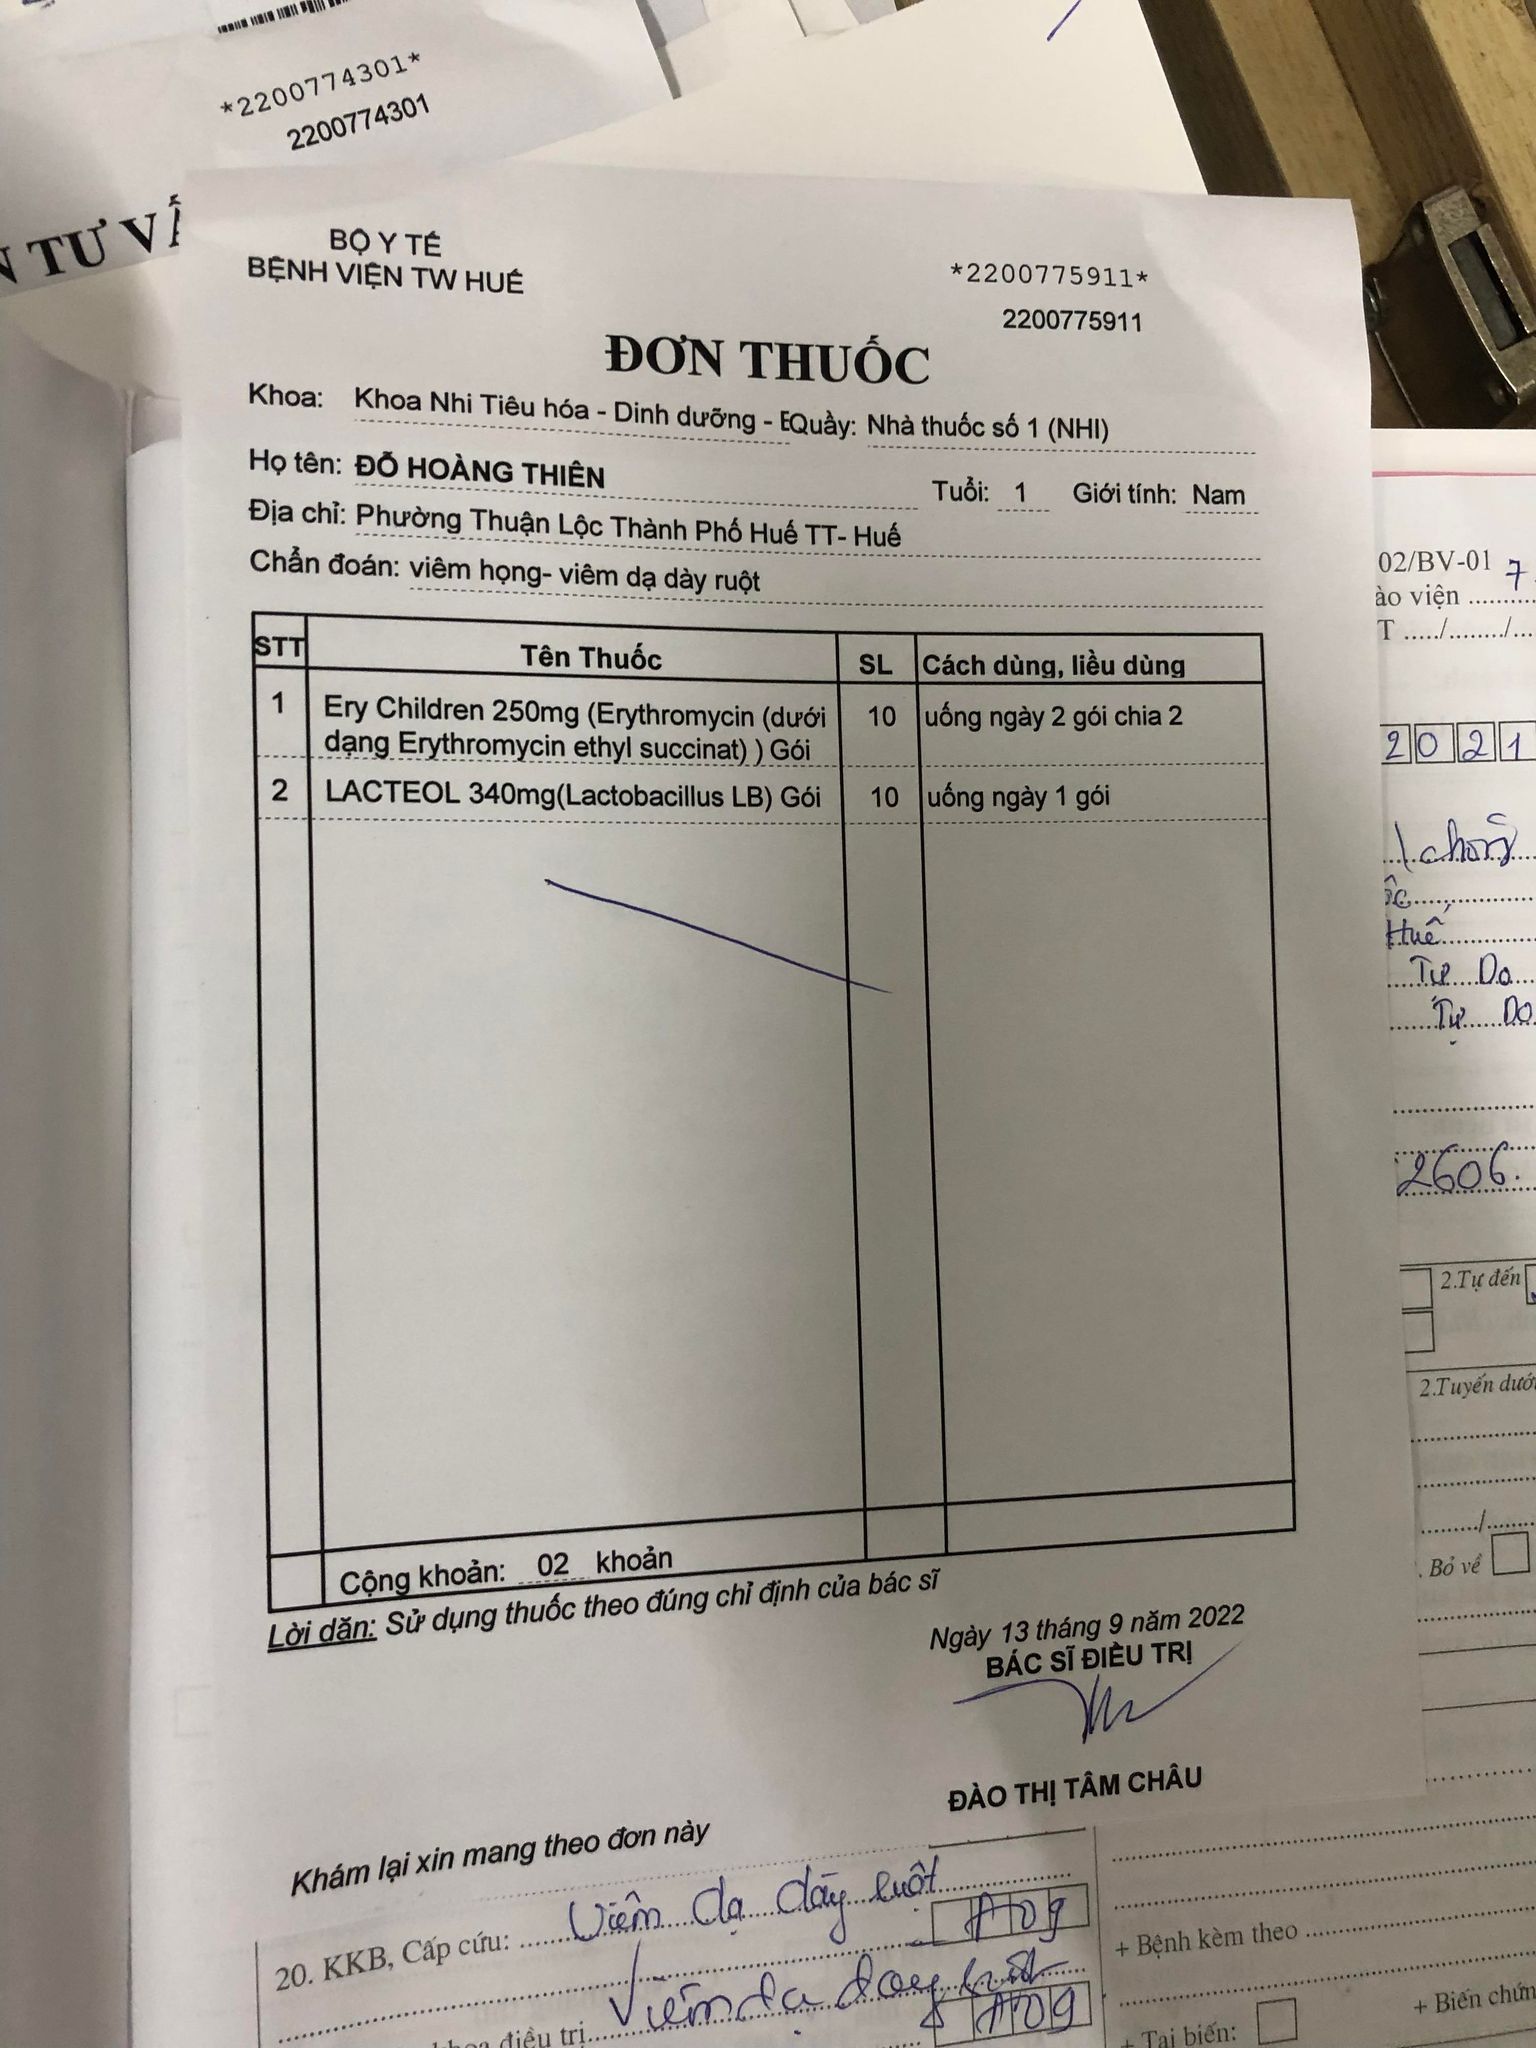 *2200774301*
2200774301
N TƯ VẤ
BỘ Y TẾ
BỆNH VIỆN TW HUẾ
*2200775911*
2200775911
ĐƠN THUỐC
Khoa: Khoa Nhi Tiêu hóa - Dinh dưỡng - EQuầy: Nhà thuốc số 1 (NHI)
Họ tên: ĐỖ HOÀNG THIÊN Tuổi: 1 Giới tính: Nam
Địa chỉ: Phường Thuận Lộc Thành Phố Huế TT- Huế
Chẩn đoán: viêm họng- viêm dạ dày ruột
STT Tên Thuốc SL Cách dùng, liều dùng
1 Ery Children 250mg (Erythromycin (dưới 10 uống ngày 2 gói chia 2
dạng Erythromycin ethyl succinat) ) Gói
2 LACTEOL 340mg(Lactobacillus LB) Gói 10 uống ngày 1 gói
Cộng khoản: 02 khoản
Lời dăn: Sử dụng thuốc theo đúng chỉ định của bác sĩ
Ngày 13 tháng 9 năm 2022
BÁC SĨ ĐIỀU TRỊ
ĐÀO THỊ TÂM CHÂU
Khám lại xin mang theo đơn này
20. KKB, Cấp cứu: Viêm dạ dày ruột A09
khoa điều trị Viêm dạ dày ruột A09
02/BV-01
ào viện 7
T ...../......../...
2021
Huế
Tự Do
Tự Do
2606.
2.Tự đến
2.Tuyến dưới
. Bỏ về
+ Bệnh kèm theo
+ Tai biến:
+ Biến chứn